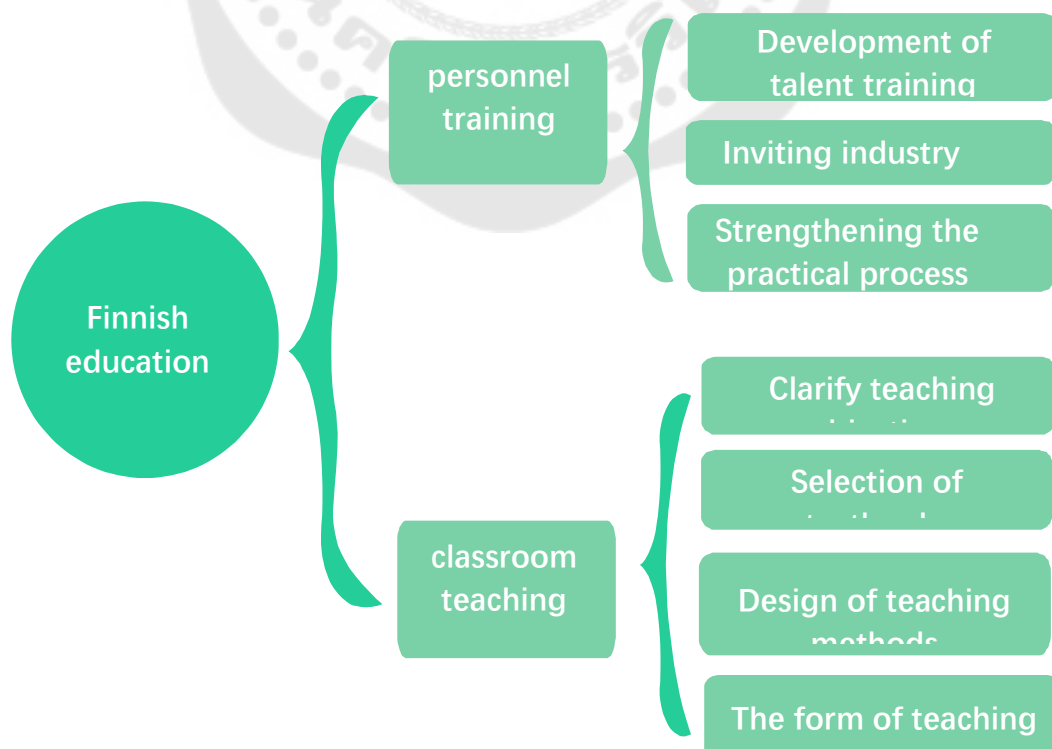 Finnish
education
personnel
training
Development of
talent training
Inviting industry
Strengthening the
practical process
classroom
teaching
Clarify teaching
Selection of
Design of teaching
methods
The form of teaching